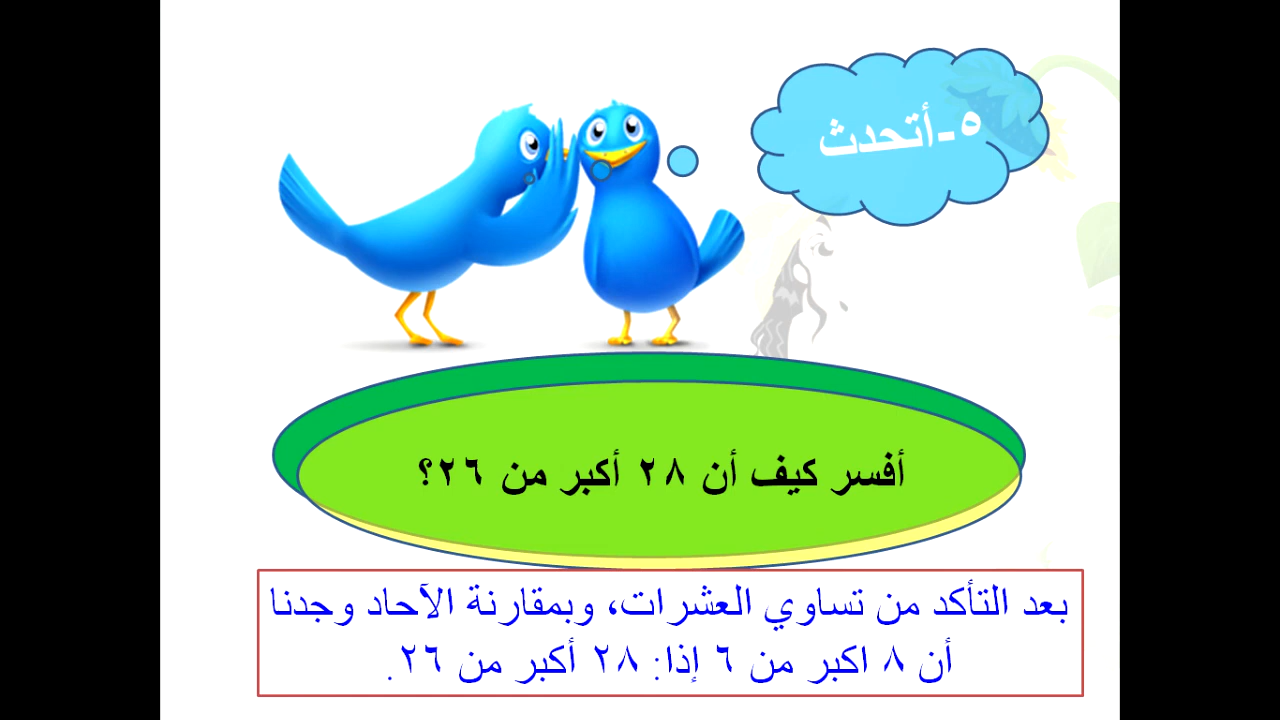 ٥-أتحدث
أفسر كيف أن ٢٨ أكبر من ٢٦؟
بعد التأكد من تساوي العشرات، وبمقارنة الآحاد وجدنا
أن ٨ اكبر من ٦ إذا: ٢٨ أكبر من ٢٦.